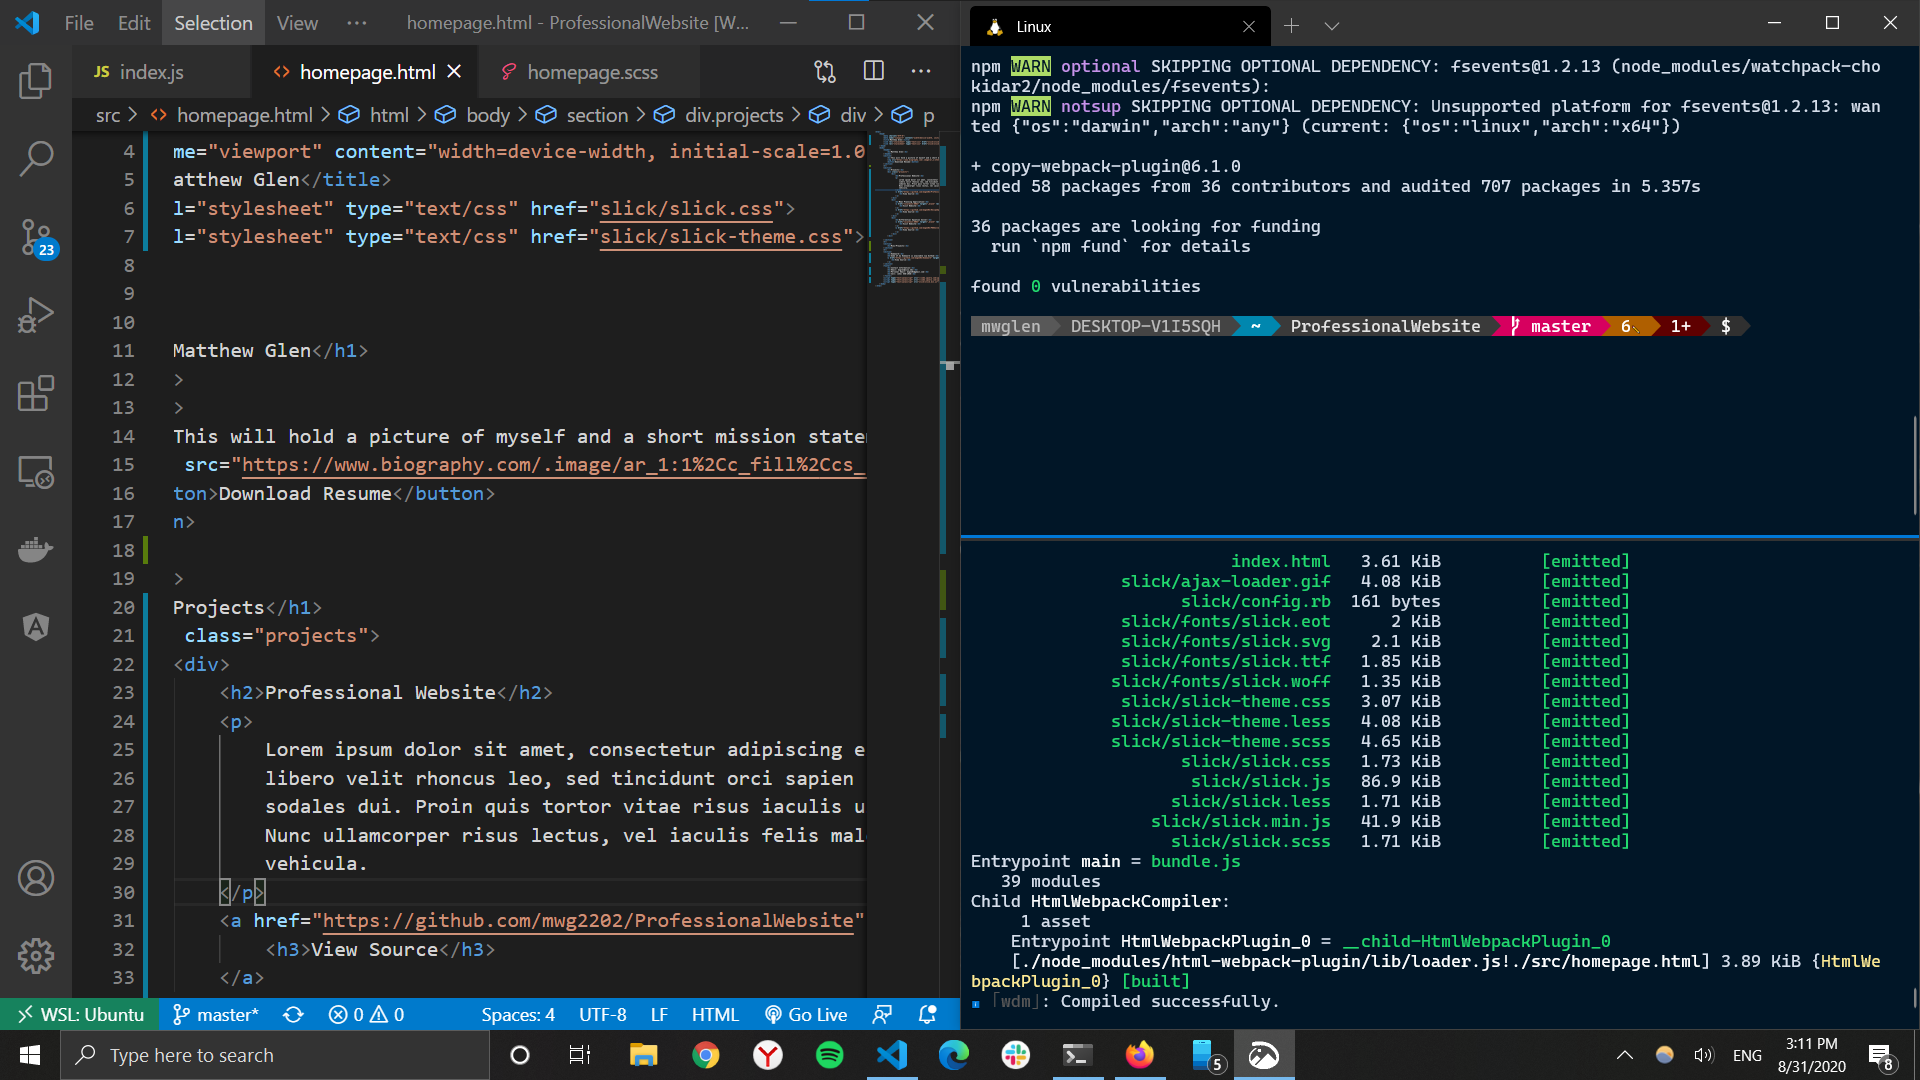 File Edit Selection View ··· homepage.html - ProfessionalWebsite [W...
JS index.js
<> homepage.html
homepage.scss
src > <> homepage.html > html > body > section > div.projects > div > p
4 me="viewport" content="width=device-width, initial-scale=1.0
5 atthew Glen</title>
6 l="stylesheet" type="text/css" href="slick/slick.css">
7 l="stylesheet" type="text/css" href="slick/slick-theme.css">
8
9
10
11 Matthew Glen</h1>
12 >
13 >
14 This will hold a picture of myself and a short mission state
15 src="https://www.biography.com/.image/ar_1:1%2Cc_fill%2Ccs_
16 ton>Download Resume</button>
17 n>
18
19 >
20 Projects</h1>
21 class="projects">
22 <div>
23 <h2>Professional Website</h2>
24 <p>
25 Lorem ipsum dolor sit amet, consectetur adipiscing e
26 libero velit rhoncus leo, sed tincidunt orci sapien
27 sodales dui. Proin quis tortor vitae risus iaculis u
28 Nunc ullamcorper risus lectus, vel iaculis felis mal
29 vehicula.
30 </p>
31 <a href="https://github.com/mwg2202/ProfessionalWebsite"
32 <h3>View Source</h3>
33 </a>
23
WSL: Ubuntu master* 0 0 Spaces: 4 UTF-8 LF HTML Go Live
Linux
npm WARN optional SKIPPING OPTIONAL DEPENDENCY: fsevents@1.2.13 (node_modules/watchpack-cho
kidar2/node_modules/fsevents):
npm WARN notsup SKIPPING OPTIONAL DEPENDENCY: Unsupported platform for fsevents@1.2.13: wan
ted {"os":"darwin","arch":"any"} (current: {"os":"linux","arch":"x64"})
+ copy-webpack-plugin@6.1.0
added 58 packages from 36 contributors and audited 707 packages in 5.357s
36 packages are looking for funding
run `npm fund` for details
found 0 vulnerabilities
mwglen DESKTOP-V1I5SQH ~ ProfessionalWebsite master 6 1+ $
index.html 3.61 KiB [emitted]
slick/ajax-loader.gif 4.08 KiB [emitted]
slick/config.rb 161 bytes [emitted]
slick/fonts/slick.eot 2 KiB [emitted]
slick/fonts/slick.svg 2.1 KiB [emitted]
slick/fonts/slick.ttf 1.85 KiB [emitted]
slick/fonts/slick.woff 1.35 KiB [emitted]
slick/slick-theme.css 3.07 KiB [emitted]
slick/slick-theme.less 4.08 KiB [emitted]
slick/slick-theme.scss 4.65 KiB [emitted]
slick/slick.css 1.73 KiB [emitted]
slick/slick.js 86.9 KiB [emitted]
slick/slick.less 1.71 KiB [emitted]
slick/slick.min.js 41.9 KiB [emitted]
slick/slick.scss 1.71 KiB [emitted]
Entrypoint main = bundle.js
39 modules
Child HtmlWebpackCompiler:
1 asset
Entrypoint HtmlWebpackPlugin_0 = __child-HtmlWebpackPlugin_0
[./node_modules/html-webpack-plugin/lib/loader.js!./src/homepage.html] 3.89 KiB {HtmlWe
bpackPlugin_0} [built]
i ｢wdm｣: Compiled successfully.
Type here to search
5
ENG
3:11 PM
8/31/2020
8